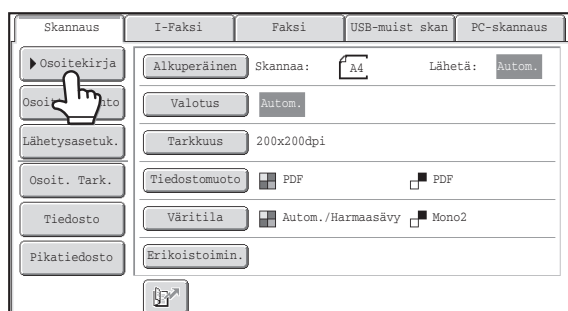 Skannaus I-Faksi Faksi USB-muist skan PC-skannaus
Osoitekirja Alkuperäinen Skannaa: A4 Lähetä: Autom.
Valotus Autom.
Lähetysasetuk. Tarkkuus 200x200dpi
Osoit. Tark. Tiedostomuoto PDF PDF
Tiedosto Väritila Autom./Harmaasävy Mono2
Pikatiedosto Erikoistoimin.